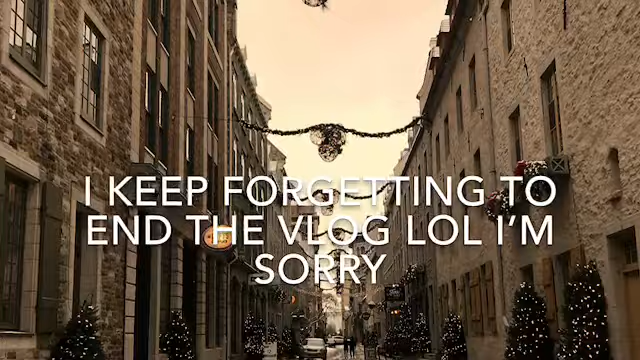 I KEEP FORGETTING TO
END THE VLOG LOL I'M
SORRY